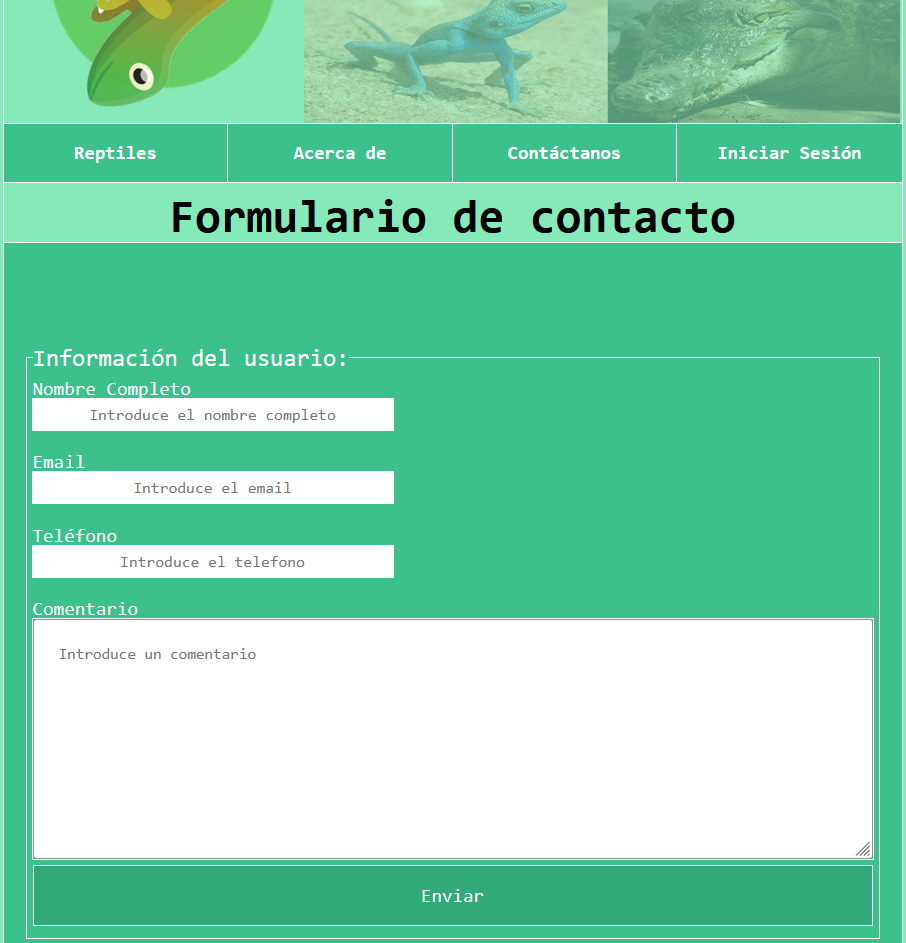 Reptiles Acerca de Contáctanos Iniciar Sesión
Formulario de contacto
Información del usuario:
Nombre Completo
Introduce el nombre completo
Email
Introduce el email
Teléfono
Introduce el telefono
Comentario
Introduce un comentario
Enviar